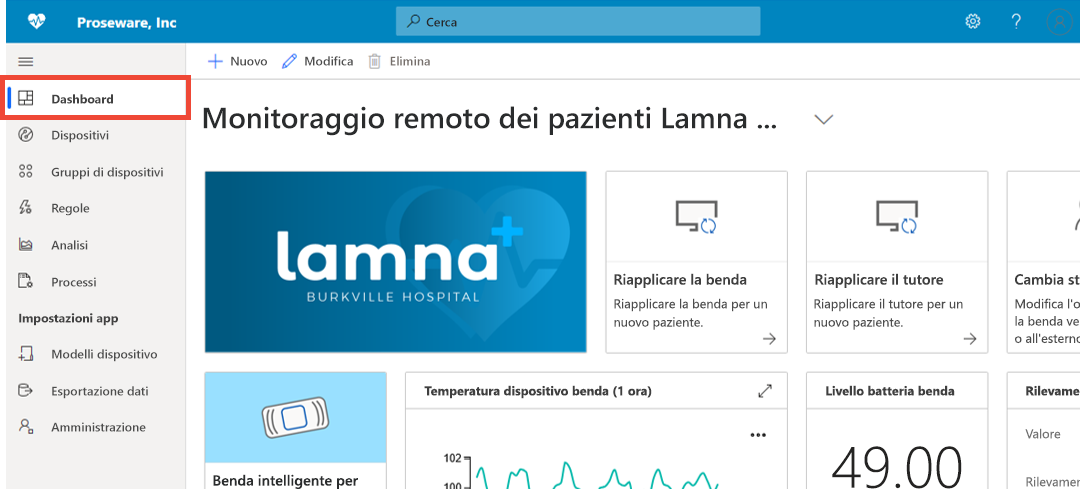 Proseware, Inc
Cerca
?
Nuovo
Modifica
Elimina
Dashboard
Dispositivi
Gruppi di dispositivi
Regole
Analisi
Processi
Impostazioni app
Modelli dispositivo
Esportazione dati
Amministrazione
Monitoraggio remoto dei pazienti Lamna ...
lamna
BURKVILLE HOSPITAL
Riapplicare la benda
Riapplicare la benda per un
nuovo paziente.
Riapplicare il tutore
Riapplicare il tutore per un
nuovo paziente.
Cambia st
Modifica l'o
la benda ve
o all'esterno
Benda intelligente per
Temperatura dispositivo benda (1 ora)
102
100
Livello batteria benda
49.00
Rilevame
Valore
Rilevamen